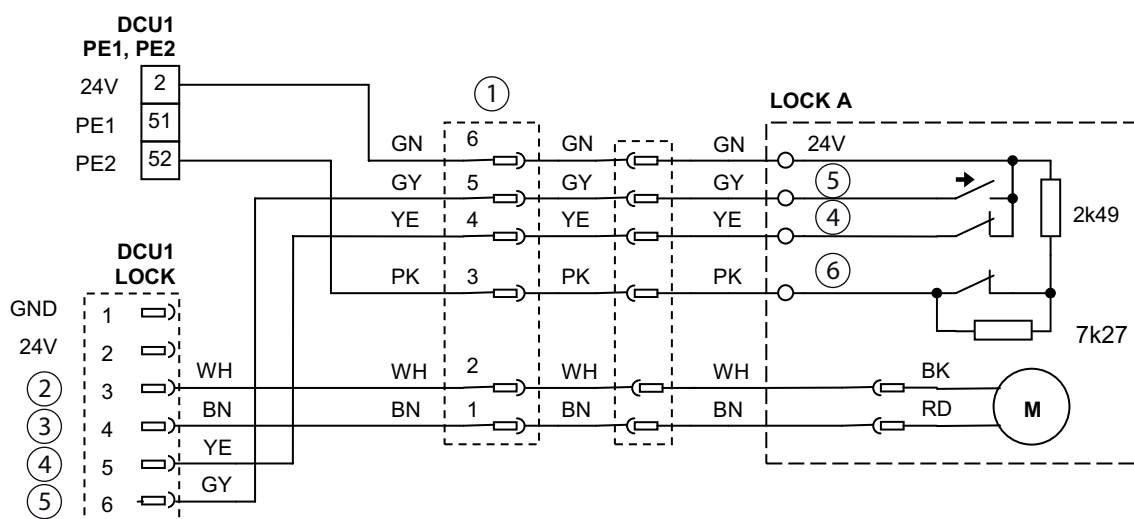 DCU1
PE1, PE2
24V 2
PE1 51
PE2 52
1
LOCK A
GN 6 GN GN 24V
GY 5 GY GY 5
YE 4 YE YE 4
2k49
PK 3 PK PK 6
7k27
DCU1
LOCK
GND 1
24V 2
2 3 WH WH 2 WH WH BK
3 4 BN BN 1 BN BN RD
M
4 5 YE
5 6 GY